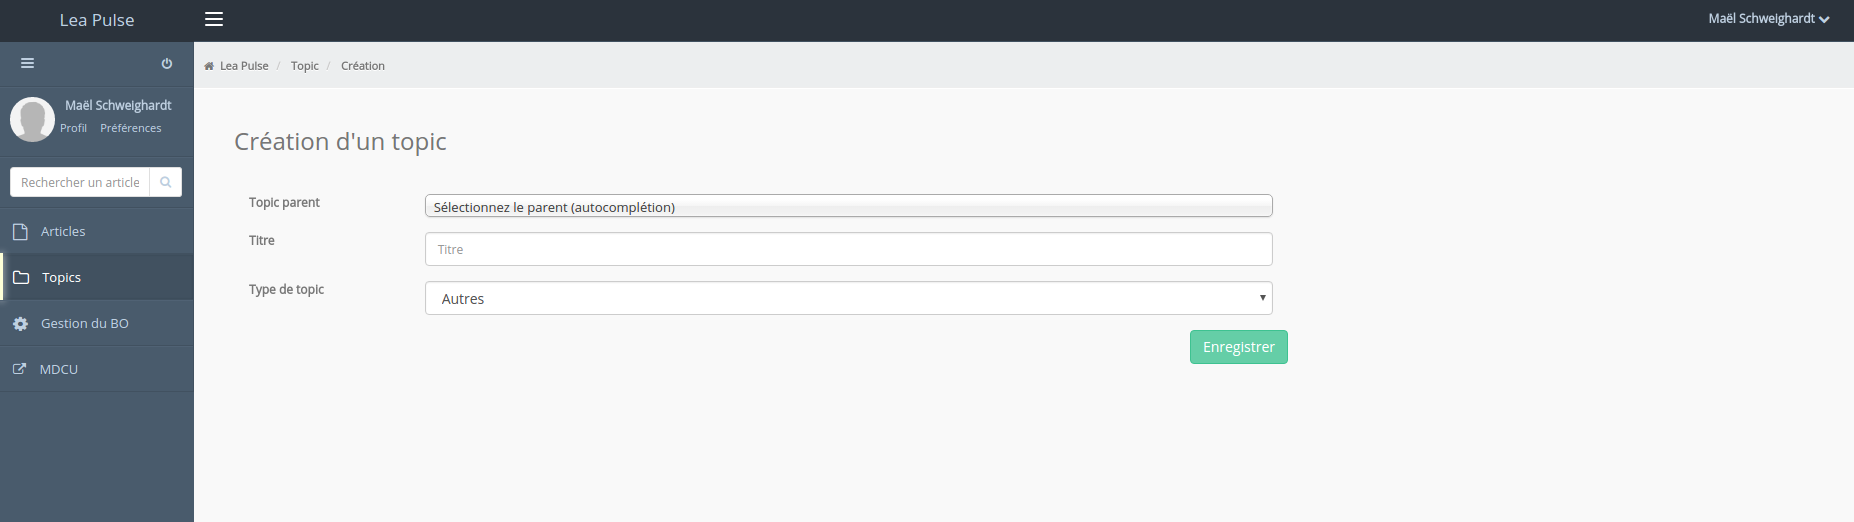 Lea Pulse
Maël Schweighardt
Lea Pulse / Topic / Création
Maël Schweighardt
Profil Préférences
Rechercher un article
Articles
Topics
Gestion du BO
MDCU
Création d'un topic
Topic parent
Sélectionnez le parent (autocomplétion)
Titre
Titre
Type de topic
Autres
Enregistrer